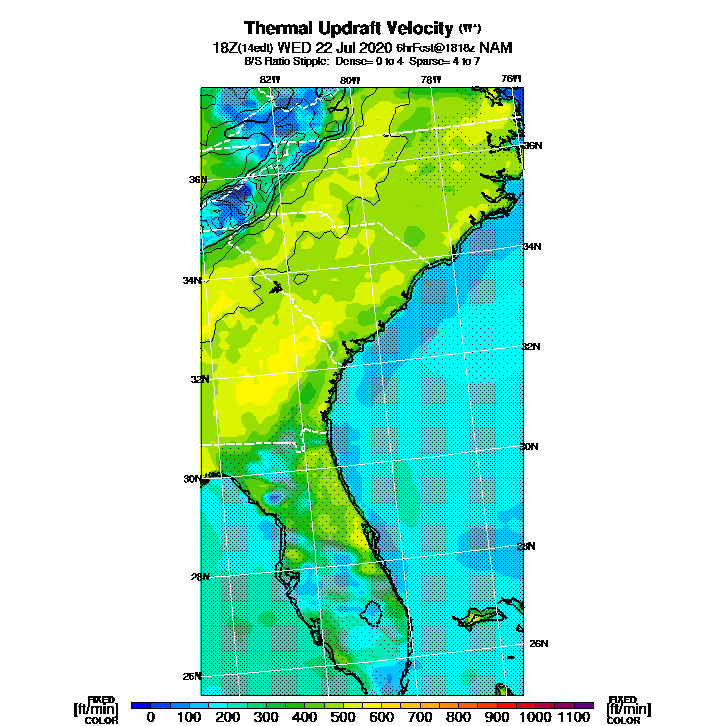 Thermal Updraft Velocity (W*)
18Z(14edt) WED 22 Jul 2020 6hrFcst@1818z NAM
B/S Ratio Stipple: Dense= 0 to 4 Sparse= 4 to 7
82W 80W 78W 76W
36N
36N
34N
34N
32N
32N
30N
30N
28N
28N
26N
26N
FIXED FIXED
[ft/min] 0 100 200 300 400 500 600 700 800 900 1000 1100 [ft/min]
COLOR COLOR